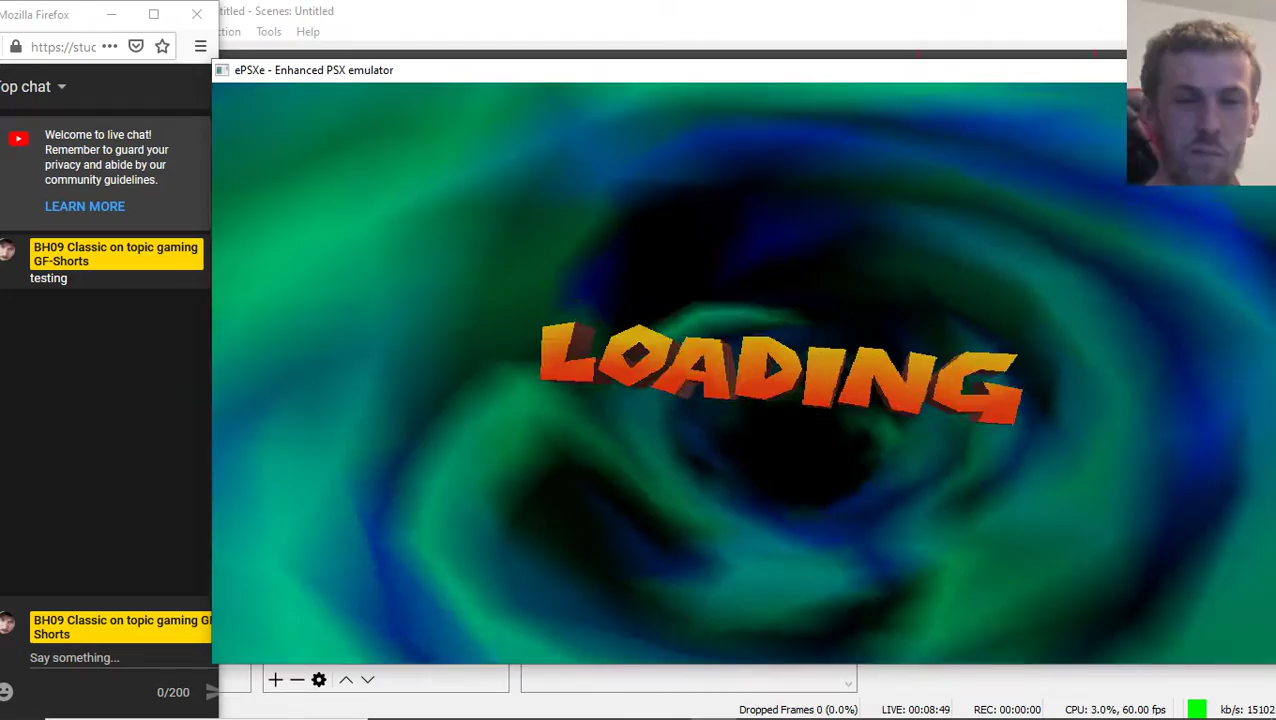 Mozilla Firefox
titled - Scenes: Untitled
ction Tools Help
https://stuc
ePSXe - Enhanced PSX emulator
op chat
Welcome to live chat!
Remember to guard your
privacy and abide by our
community guidelines.
LEARN MORE
BH09 Classic on topic gaming
GF-Shorts
testing
LOADING
BH09 Classic on topic gaming GF
Shorts
Say something...
0/200
Dropped Frames 0 (0.0%) LIVE: 00:08:49 REC: 00:00:00 CPU: 3.0%, 60.00 fps kb/s: 15102